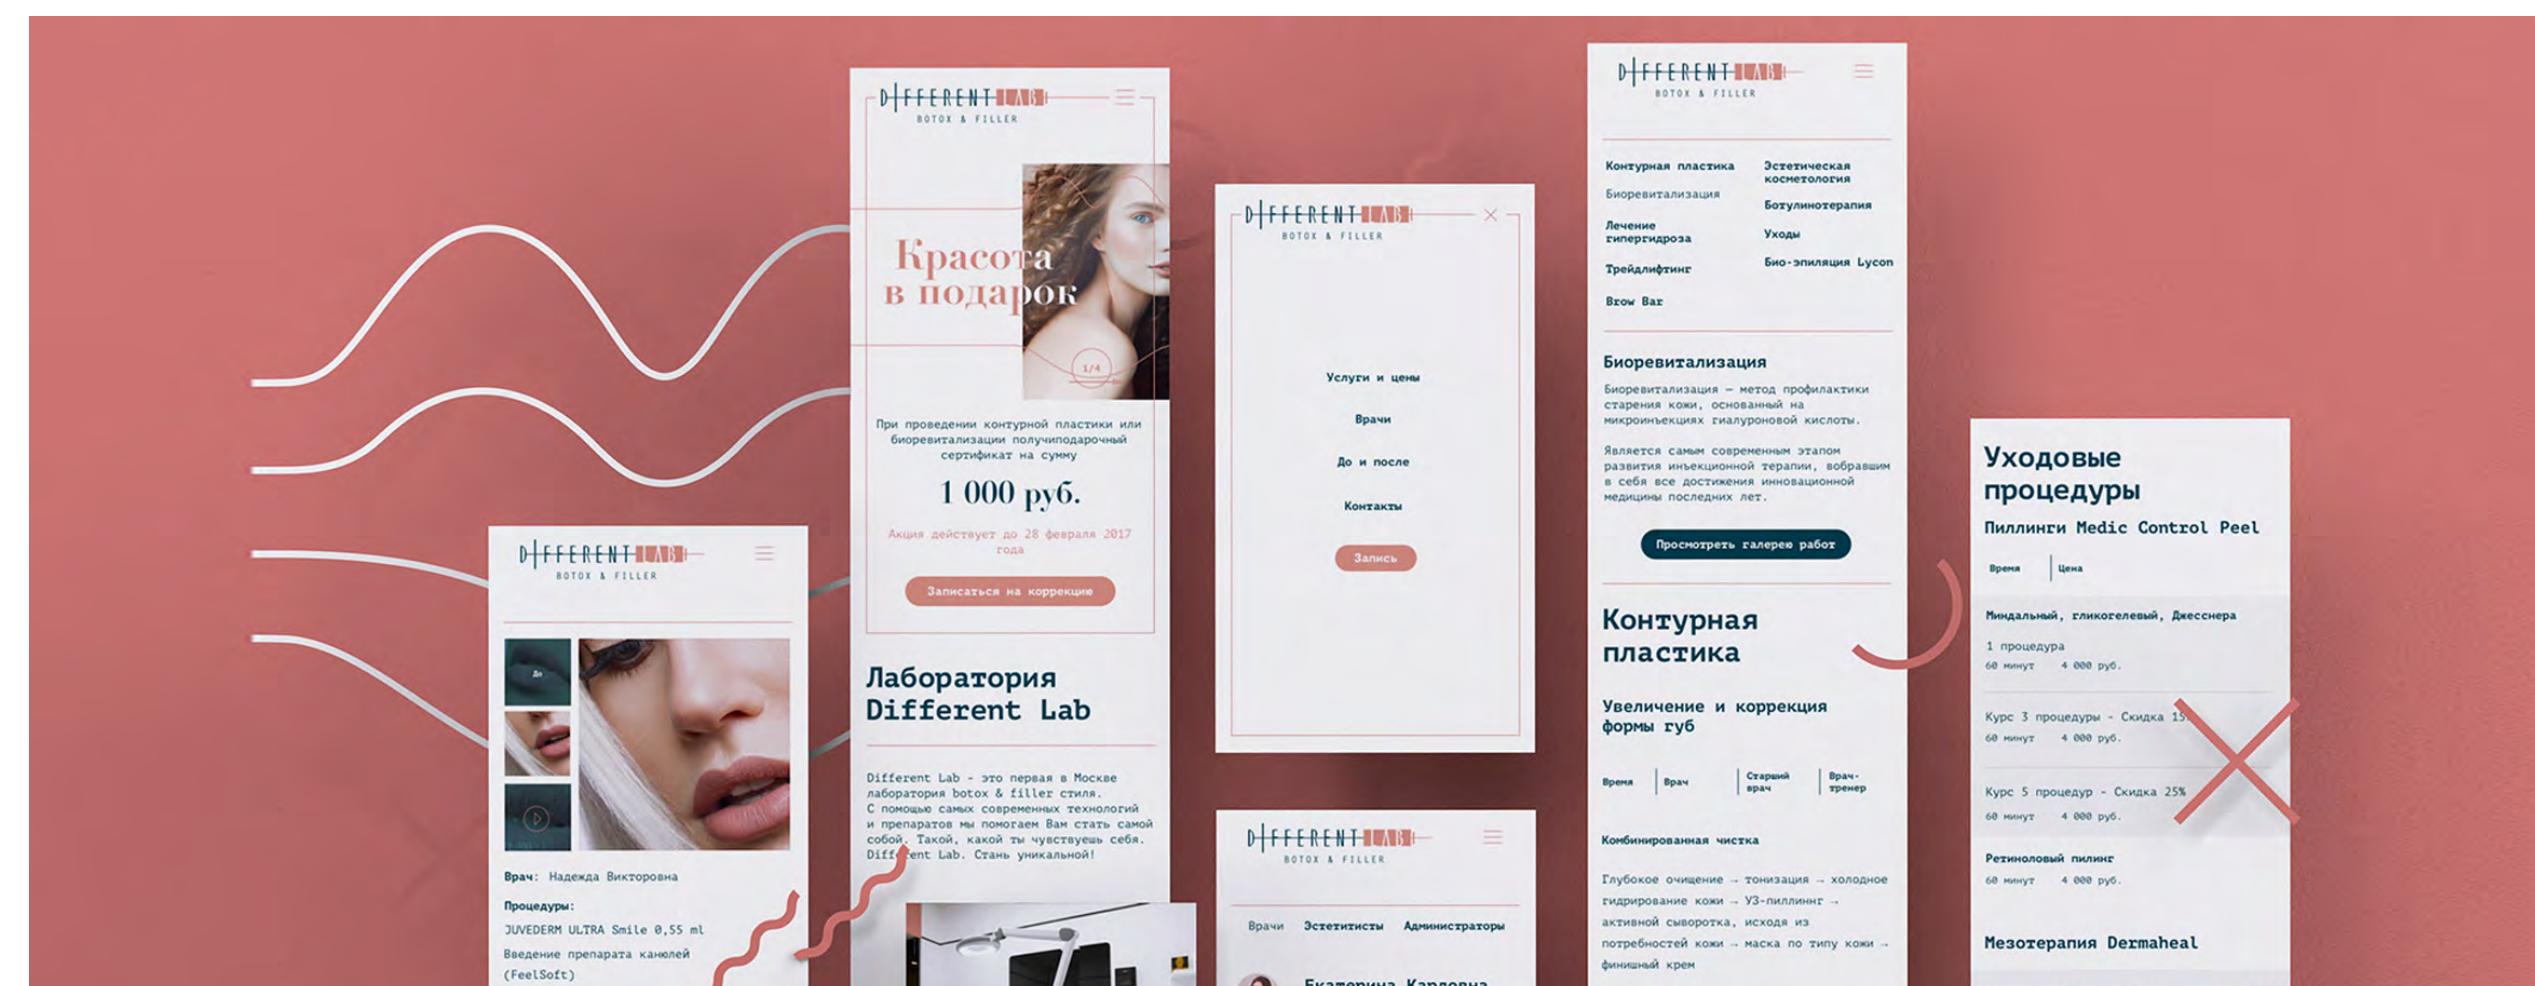 DIFFERENT LAB
BOTOX & FILLER
До
Врач: Надежда Викторовна
Процедуры:
JUVEDERM ULTRA Smile 0,55 ml
Введение препарата канюлей
(FeelSoft)
DIFFERENT LAB
BOTOX & FILLER
Красота
в подарок
1/4
При проведении контурной пластики или
биоревитализации получиподарочный
сертификат на сумму
1 000 руб.
Акция действует до 28 февраля 2017
года
Записаться на коррекцию
Лаборатория
Different Lab
Different Lab - это первая в Москве
лаборатория botox & filler стиля.
С помощью самых современных технологий
и препаратов мы помогаем Вам стать самой
собой. Такой, какой ты чувствуешь себя.
Different Lab. Стань уникальной!
DIFFERENT LAB
BOTOX & FILLER
Услуги и цены
Врачи
До и после
Контакты
Запись
DIFFERENT LAB
BOTOX & FILLER
Врачи Эстетитисты Администраторы
Екатерина Карловна
DIFFERENT LAB
BOTOX & FILLER
Контурная пластика
Биоревитализация
Лечение
гипергидроза
Трейдлифтинг
Brow Bar
Эстетическая
косметология
Ботулинотерапия
Уходы
Био-эпиляция Lycon
Биоревитализация
Биоревитализация – метод профилактики
старения кожи, основанный на
микроинъекциях гиалуроновой кислоты.
Является самым современным этапом
развития инъекционной терапии, вобравшим
в себя все достижения инновационной
медицины последних лет.
Просмотреть галерею работ
Контурная
пластика
Увеличение и коррекция
формы губ
Время Врач Старший врач Врач-тренер
Комбинированная чистка
Глубокое очищение → тонизация → холодное
гидрирование кожи → УЗ-пиллинг →
активной сыворотка, исходя из
потребностей кожи → маска по типу кожи →
финишный крем
Уходовые
процедуры
Пиллинги Medic Control Peel
Время Цена
Миндальный, гликогелевый, Джесснера
1 процедура
60 минут 4 000 руб.
Курс 3 процедуры - Скидка
60 минут 4 000 руб.
Курс 5 процедур - Скидка 25%
60 минут 4 000 руб.
Ретиноловый пилинг
60 минут 4 000 руб.
Мезотерапия Dermaheal